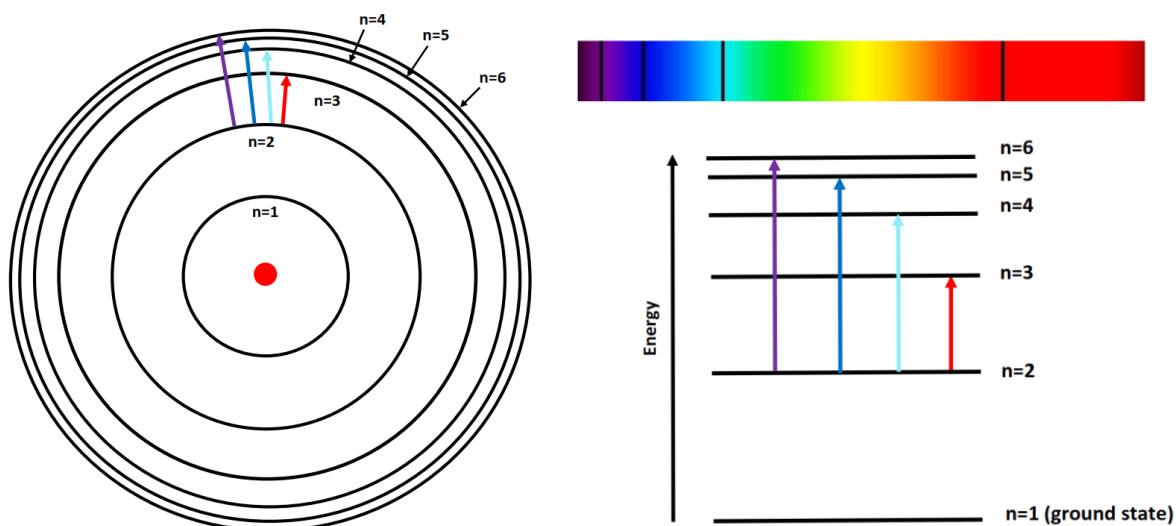 n=4
n=5
n=6
n=3
n=2
n=1
n=6
n=5
n=4
n=3
n=2
n=1 (ground state)
Energy